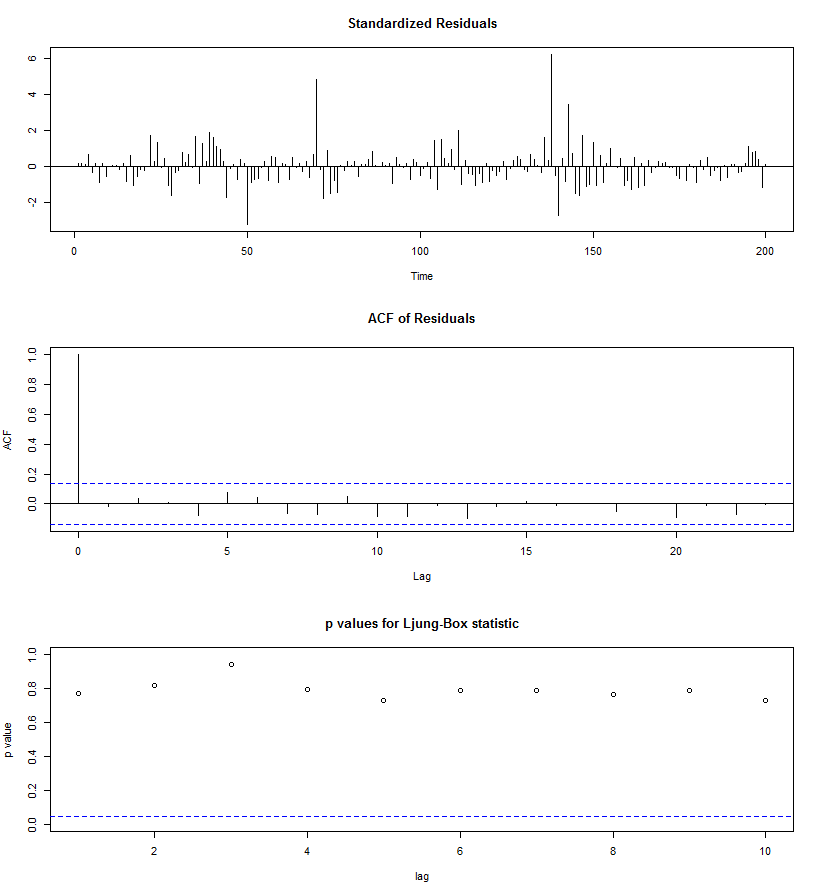 Standardized Residuals
6
4
2
0
-2
0 50 100 150 200
Time
ACF of Residuals
ACF
1.0
0.8
0.6
0.4
0.2
0.0
0 5 10 15 20
Lag
p values for Ljung-Box statistic
p value
1.0
0.8
0.6
0.4
0.2
0.0
2 4 6 8 10
lag